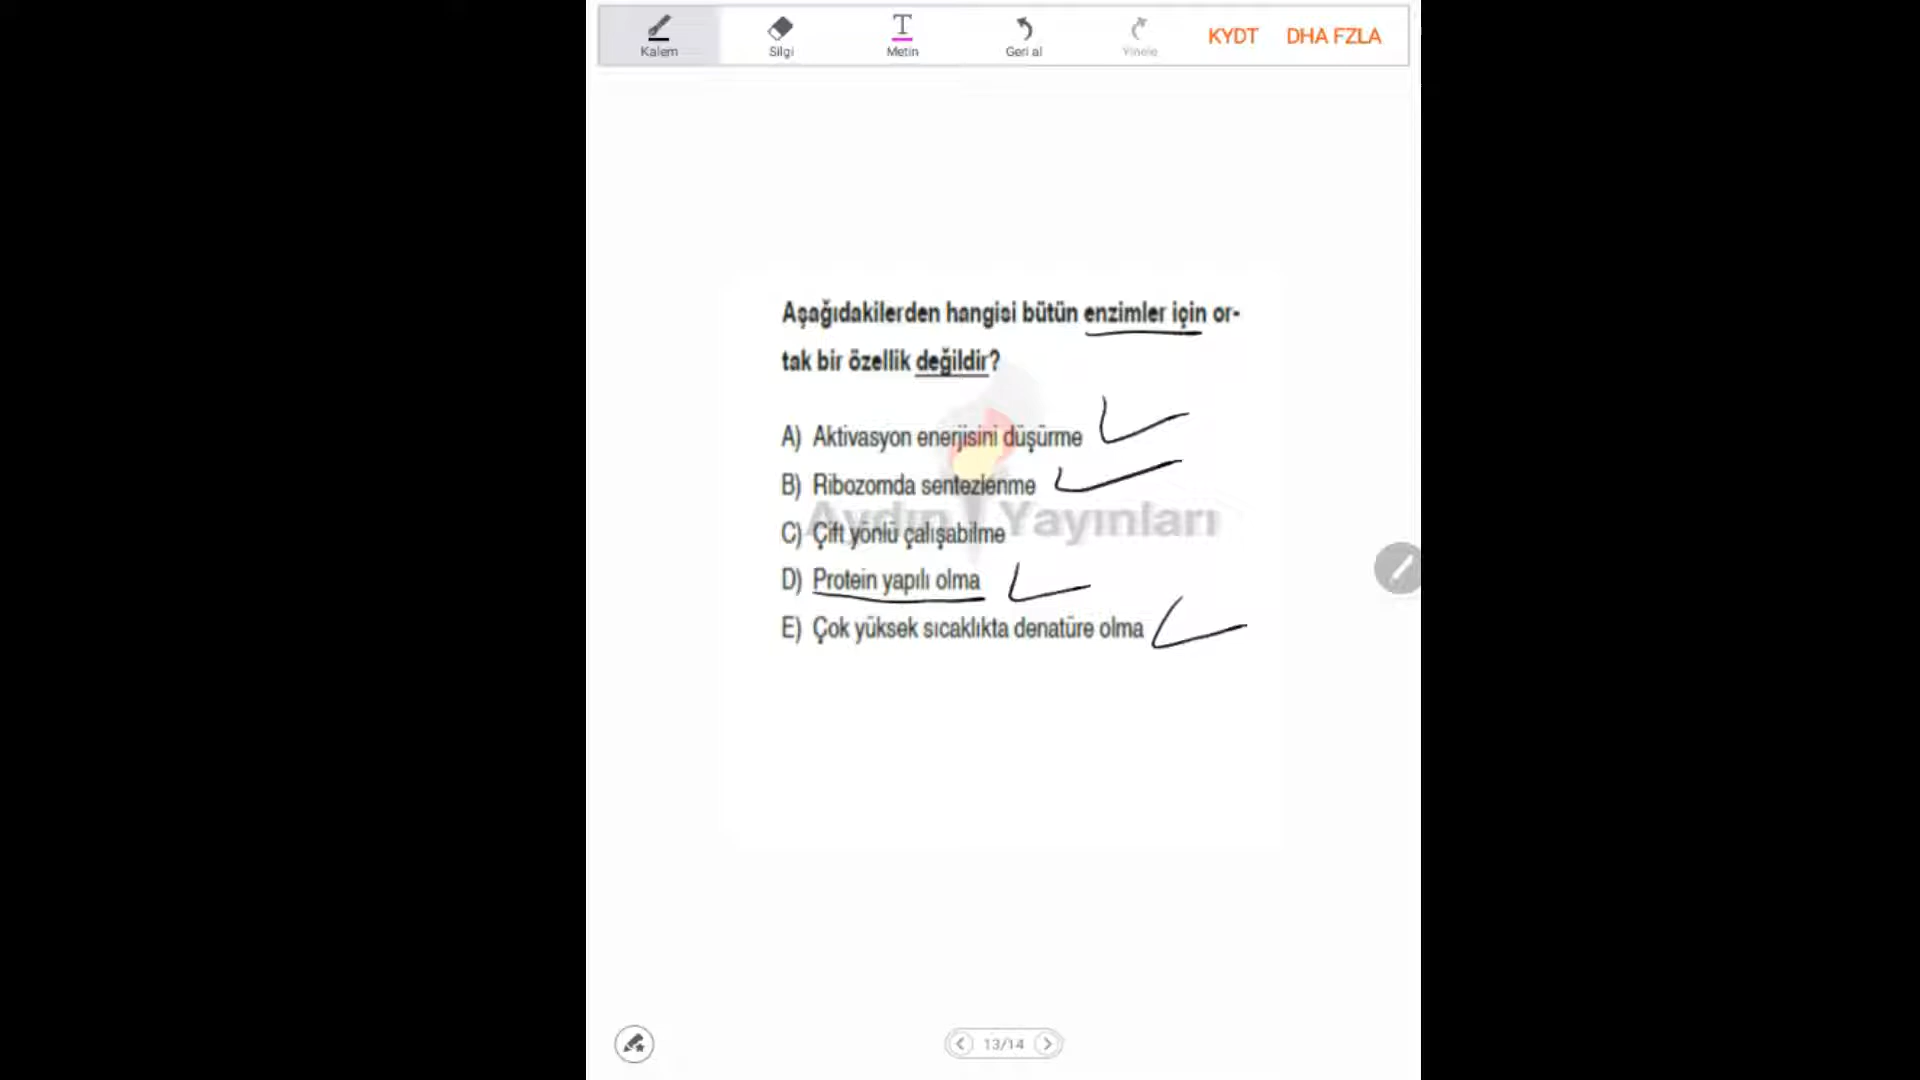 Kalem
Silgi
Metin
Geri al
Yinele
KYDT
DHA FZLA
Aşağıdakilerden hangisi bütün enzimler için or-
tak bir özellik değildir?
A) Aktivasyon enerjisini düşürme
B) Ribozomda sentezlenme
C) Çift yönlü çalışabilme
D) Protein yapılı olma
E) Çok yüksek sıcaklıkta denatüre olma
Aydın Yayınları
13/14